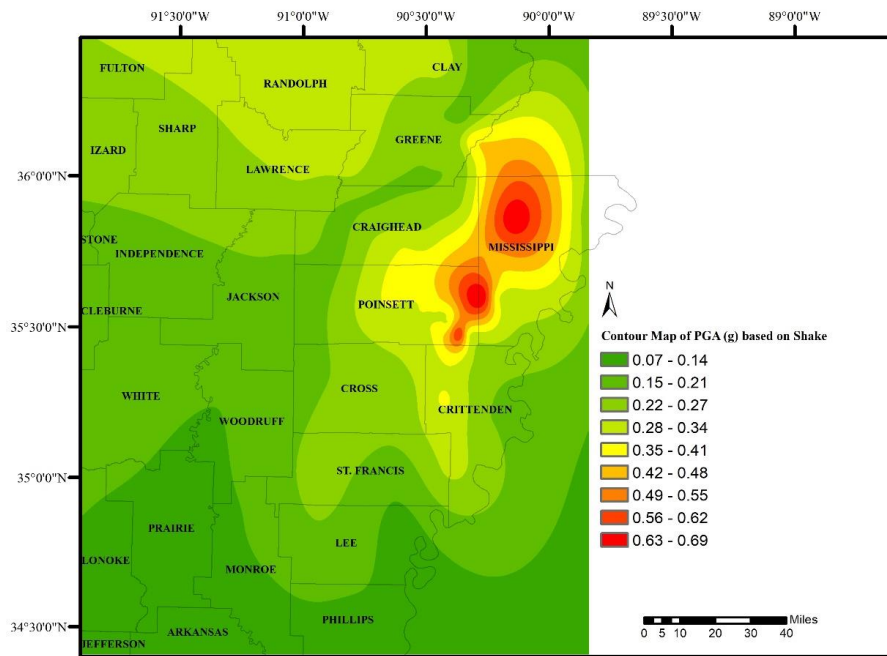 91°0'0"W 90°0'0"W 89°0'0"W
91°5'0"W 90°5'0"W 89°5'0"W
FULTON
CLAY
RANDOLPH
SHARP
GREENE
IZARD
LAWRENCE
36°0'0"N
CRAIGHEAD
STONE
MISSISSIPPI
INDEPENDENCE
JACKSON
POINSETT
N
CLEBURNE
35°5'0"N
Contour Map of PGA (g) based on Shake
0.07 - 0.14
0.15 - 0.21
0.22 - 0.27
0.28 - 0.34
0.35 - 0.41
0.42 - 0.48
0.49 - 0.55
0.56 - 0.62
0.63 - 0.69
CROSS
WHITE
CRITTENDEN
WOODRUFF
35°0'0"N
ST. FRANCIS
PRAIRIE
LEE
LONOKE
MONROE
PHILLIPS
34°5'0"N
ARKANSAS
JEFFERSON
Miles
0 5 10 20 30 40